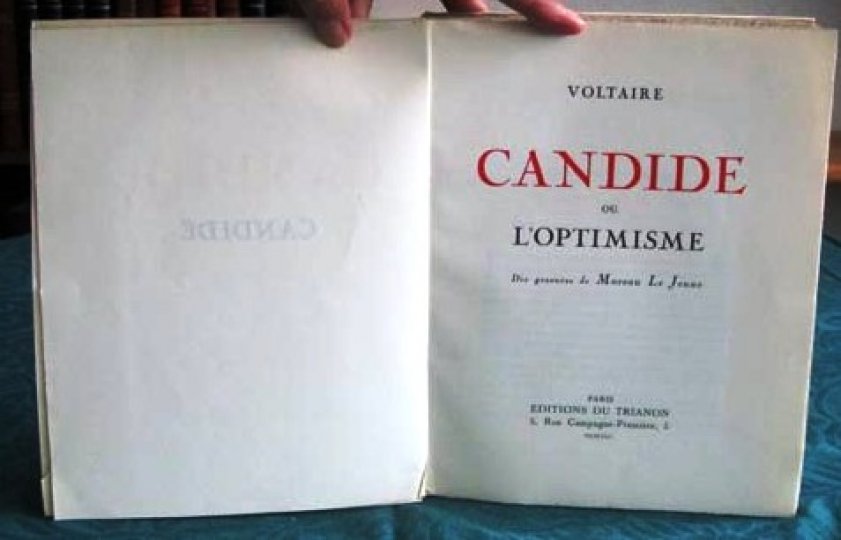 CANDIDE
VOLTAIRE
CANDIDE
OU
L'OPTIMISME
Dix gravures de Moreau Le Jeune
PARIS
EDITIONS DU TRIANON
5, Rue Campagne-Première, 5